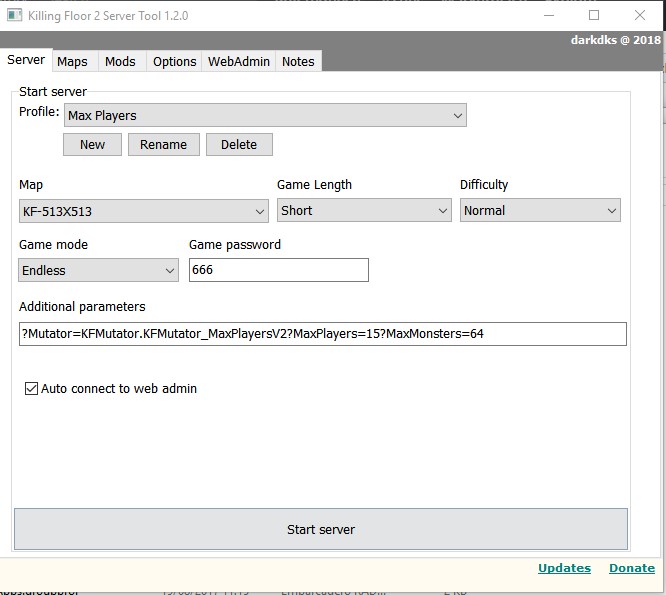 Killing Floor 2 Server Tool 1.2.0
darkdks @ 2018
Server Maps Mods Options WebAdmin Notes
Start server
Profile: Max Players
New Rename Delete
Map Game Length Difficulty
KF-513X513 Short Normal
Game mode Game password
Endless 666
Additional parameters
?Mutator=KFMutator.KFMutator_MaxPlayersV2?MaxPlayers=15?MaxMonsters=64
Auto connect to web admin
Start server
Updates Donate